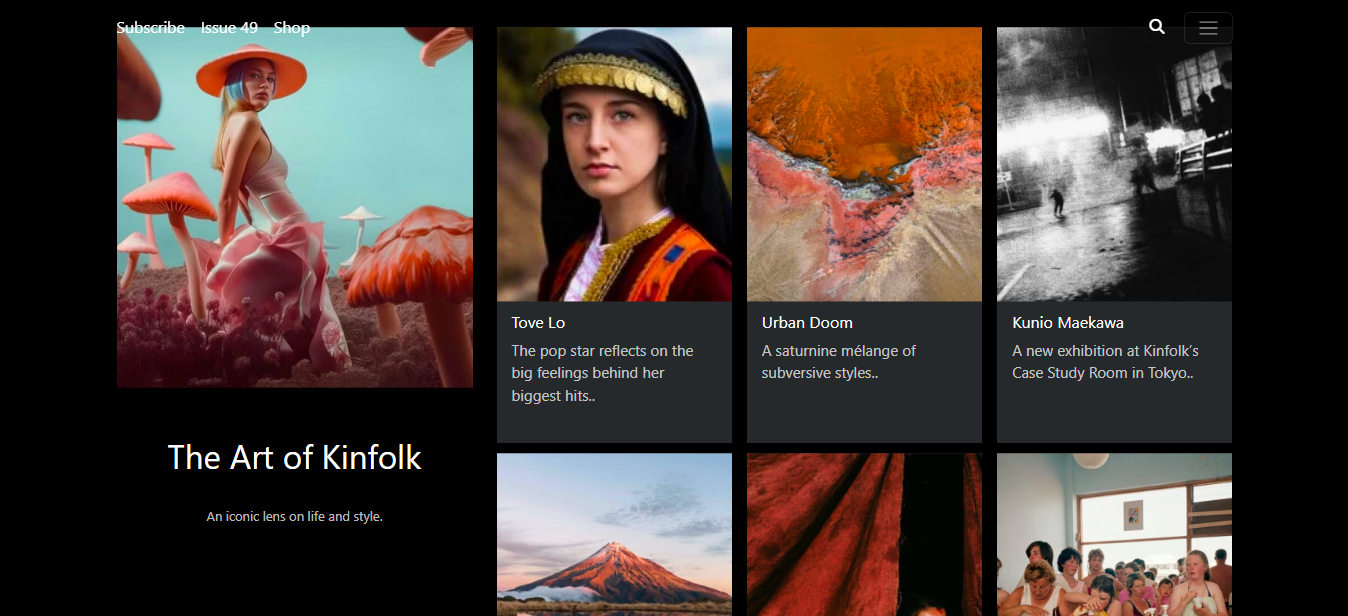 Subscribe Issue 49 Shop
The Art of Kinfolk
An iconic lens on life and style.
Tove Lo
The pop star reflects on the
big feelings behind her
biggest hits..
Urban Doom
A saturnine mélange of
subversive styles..
Kunio Maekawa
A new exhibition at Kinfolk's
Case Study Room in Tokyo..